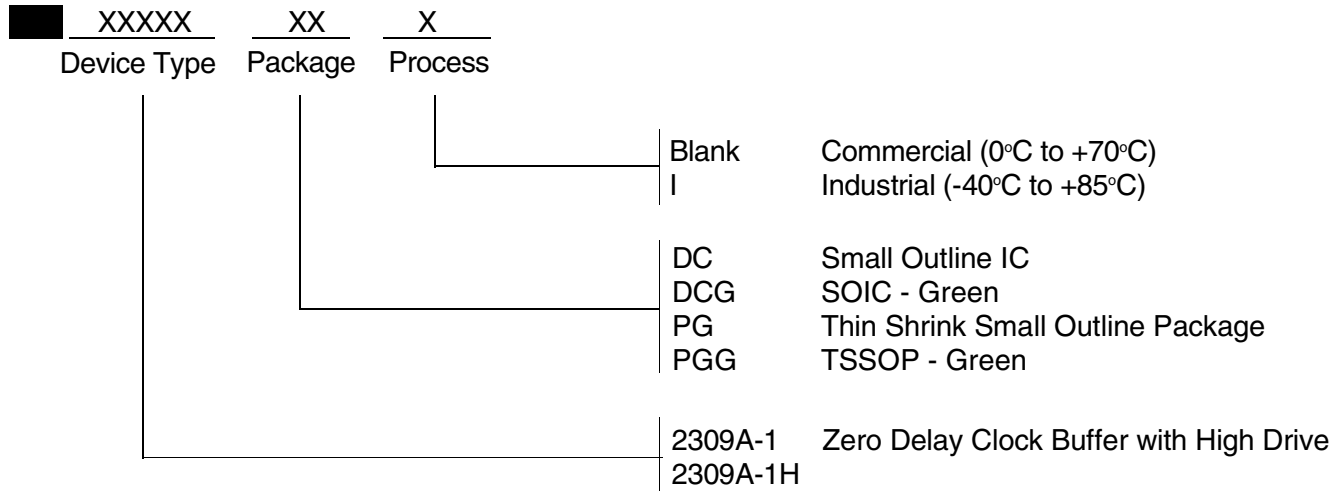 XXXXX XX X
Device Type Package Process
Blank Commercial (0°C to +70°C)
I Industrial (-40°C to +85°C)
DC Small Outline IC
DCG SOIC - Green
PG Thin Shrink Small Outline Package
PGG TSSOP - Green
2309A-1 Zero Delay Clock Buffer with High Drive
2309A-1H